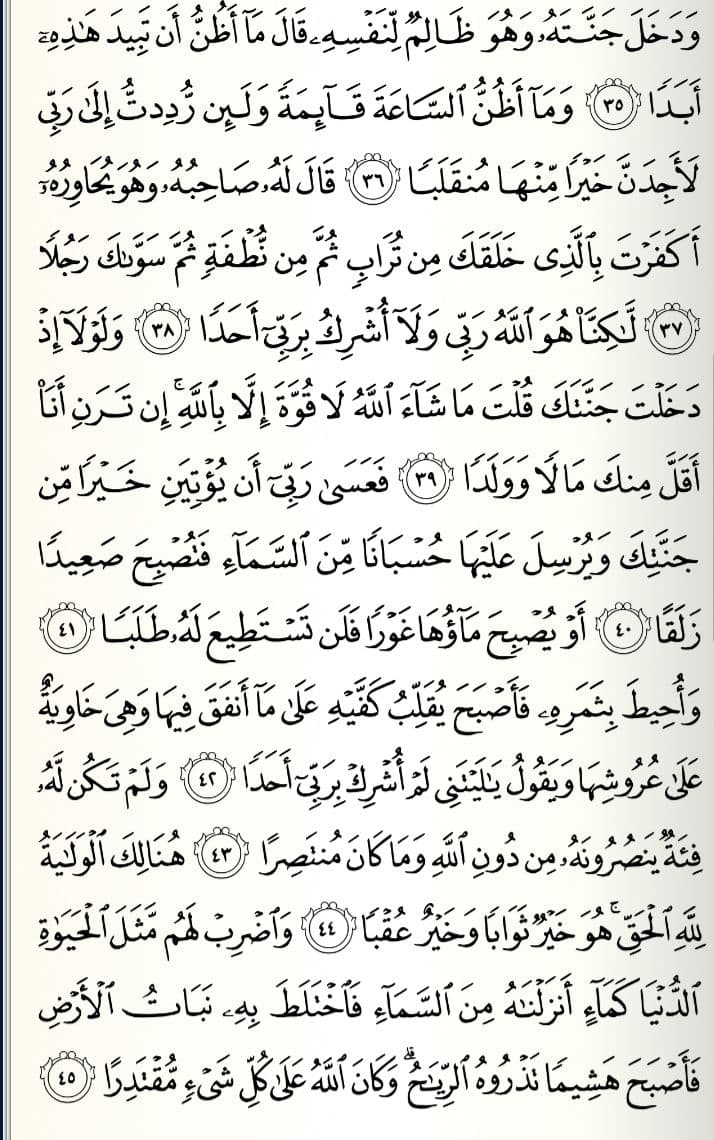 وَدَخَلَ جَنَّتَهُۥ وَهُوَ ظَالِمٌ لِّنَفْسِهِۦ قَالَ مَآ أَظُنُّ أَن تَبِيدَ هَٰذِهِۦٓ
أَبَدًا ٣٥ وَمَآ أَظُنُّ ٱلسَّاعَةَ قَآئِمَةً وَلَئِن رُّدِدتُّ إِلَىٰ رَبِّى
لَأَجِدَنَّ خَيْرًا مِّنْهَا مُنقَلَبًا ٣٦ قَالَ لَهُۥ صَاحِبُهُۥ وَهُوَ يُحَاوِرُهُۥٓ
أَكَفَرْتَ بِٱلَّذِى خَلَقَكَ مِن تُرَابٍ ثُمَّ مِن نُّطْفَةٍ ثُمَّ سَوَّىٰكَ رَجُلًا
٣٧ لَّٰكِنَّا۠ هُوَ ٱللَّهُ رَبِّى وَلَآ أُشْرِكُ بِرَبِّىٓ أَحَدًا ٣٨ وَلَوْلَآ إِذْ
دَخَلْتَ جَنَّتَكَ قُلْتَ مَا شَآءَ ٱللَّهُ لَا قُوَّةَ إِلَّا بِٱللَّهِ ۚ إِن تَرَنِ أَنَا۠
أَقَلَّ مِنكَ مَالًا وَوَلَدًا ٣٩ فَعَسَىٰ رَبِّىٓ أَن يُؤْتِيَنِ خَيْرًا مِّن
جَنَّتِكَ وَيُرْسِلَ عَلَيْهَا حُسْبَانًا مِّنَ ٱلسَّمَآءِ فَتُصْبِحَ صَعِيدًا
زَلَقًا ٤٠ أَوْ يُصْبِحَ مَآؤُهَا غَوْرًا فَلَن تَسْتَطِيعَ لَهُۥ طَلَبًا ٤١
وَأُحِيطَ بِثَمَرِهِۦ فَأَصْبَحَ يُقَلِّبُ كَفَّيْهِ عَلَىٰ مَآ أَنفَقَ فِيهَا وَهِىَ خَاوِيَةٌ
عَلَىٰ عُرُوشِهَا وَيَقُولُ يَٰلَيْتَنِى لَمْ أُشْرِكْ بِرَبِّىٓ أَحَدًا ٤٢ وَلَمْ تَكُن لَّهُۥ
فِئَةٌ يَنصُرُونَهُۥ مِن دُونِ ٱللَّهِ وَمَا كَانَ مُنتَصِرًا ٤٣ هُنَالِكَ ٱلْوَلَٰيَةُ
لِلَّهِ ٱلْحَقِّ ۚ هُوَ خَيْرٌ ثَوَابًا وَخَيْرٌ عُقْبًا ٤٤ وَٱضْرِبْ لَهُم مَّثَلَ ٱلْحَيَوٰةِ
ٱلدُّنْيَا كَمَآءٍ أَنزَلْنَٰهُ مِنَ ٱلسَّمَآءِ فَٱخْتَلَطَ بِهِۦ نَبَاتُ ٱلْأَرْضِ
فَأَصْبَحَ هَشِيمًا تَذْرُوهُ ٱلرِّيَٰحُ ۗ وَكَانَ ٱللَّهُ عَلَىٰ كُلِّ شَىْءٍ مُّقْتَدِرًا ٤٥